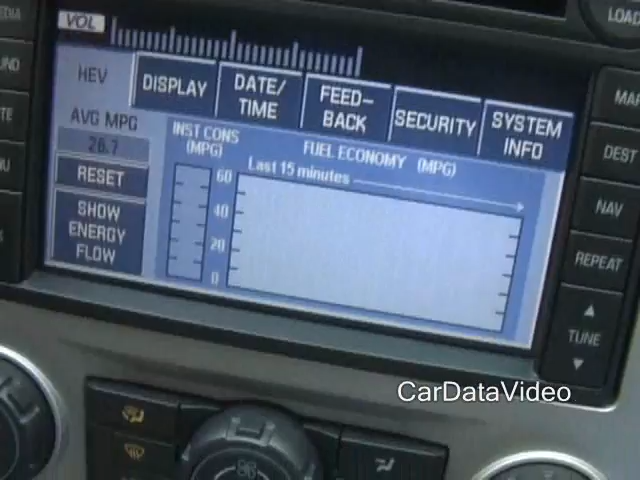 VOL
LOAD
HEV
DISPLAY
DATE/
TIME
FEED-
BACK
SECURITY
SYSTEM
INFO
MAP
AVG MPG
26.7
RESET
SHOW
ENERGY
FLOW
INST CONS
(MPG)
FUEL ECONOMY (MPG)
Last 15 minutes
60
40
20
0
DEST
NAV
REPEAT
TUNE
CarDataVideo